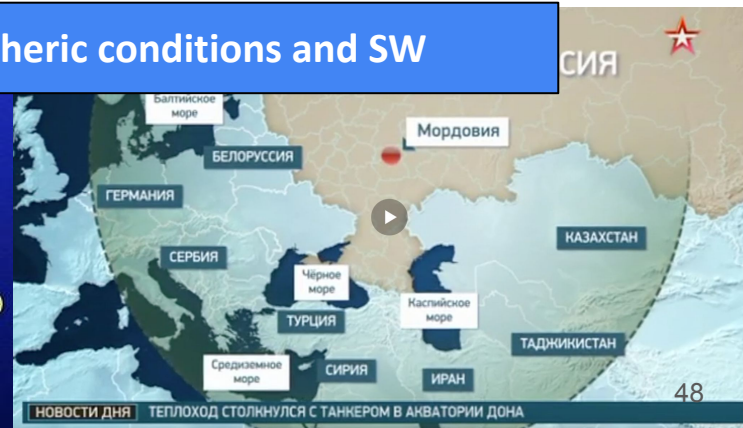 heric conditions and SW
СИЯ
Балтийское
море
Мордовия
БЕЛОРУССИЯ
ГЕРМАНИЯ
КАЗАХСТАН
СЕРБИЯ
Чёрное
море
Каспийское
море
ТУРЦИЯ
ТАДЖИКИСТАН
Средиземное
море
СИРИЯ
ИРАН
48
НОВОСТИ ДНЯ ТЕПЛОХОД СТОЛКНУЛСЯ С ТАНКЕРОМ В АКВАТОРИИ ДОНА